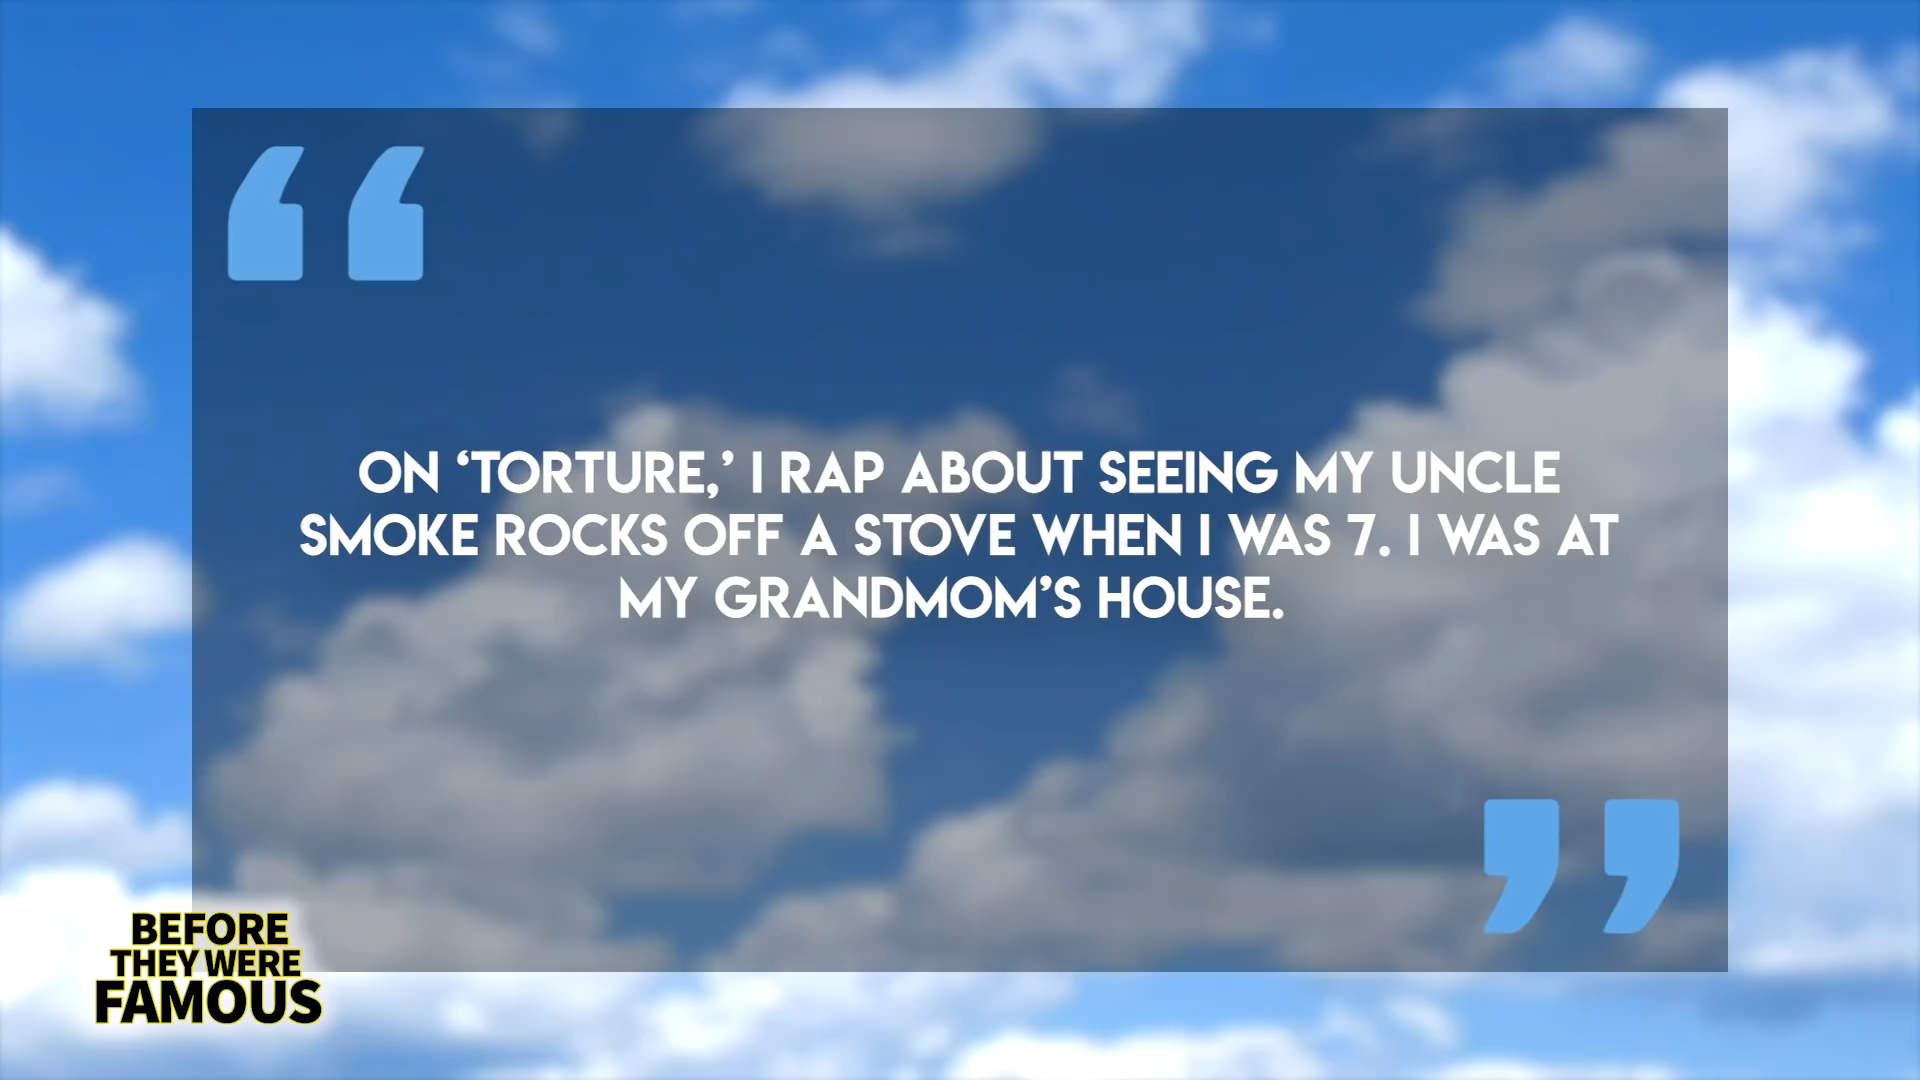 ON ‘TORTURE,’ I RAP ABOUT SEEING MY UNCLE
SMOKE ROCKS OFF A STOVE WHEN I WAS 7. I WAS AT
MY GRANDMOM’S HOUSE.
BEFORE
THEY WERE
FAMOUS